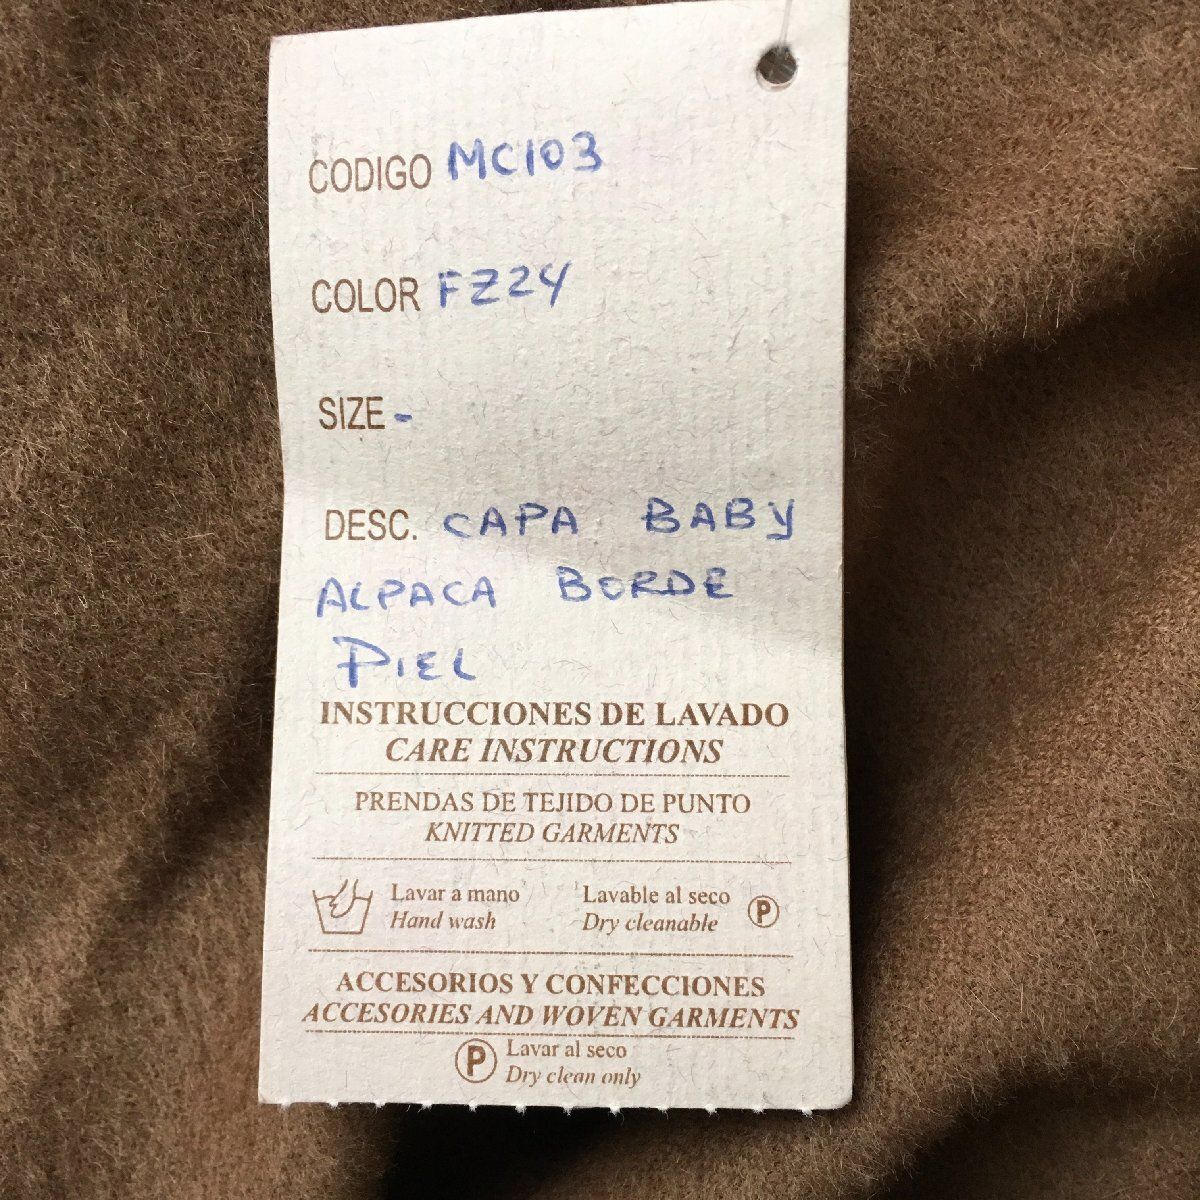 CODIGO MC103
COLOR FZ24
SIZE -
DESC. CAPA BABY
ALPACA BORDE
PIEL
INSTRUCCIONES DE LAVADO
CARE INSTRUCTIONS
PRENDAS DE TEJIDO DE PUNTO
KNITTED GARMENTS
Lavar a mano Lavable al seco
Hand wash Dry cleanable P
ACCESORIOS Y CONFECCIONES
ACCESORIES AND WOVEN GARMENTS
P Lavar al seco
Dry clean only